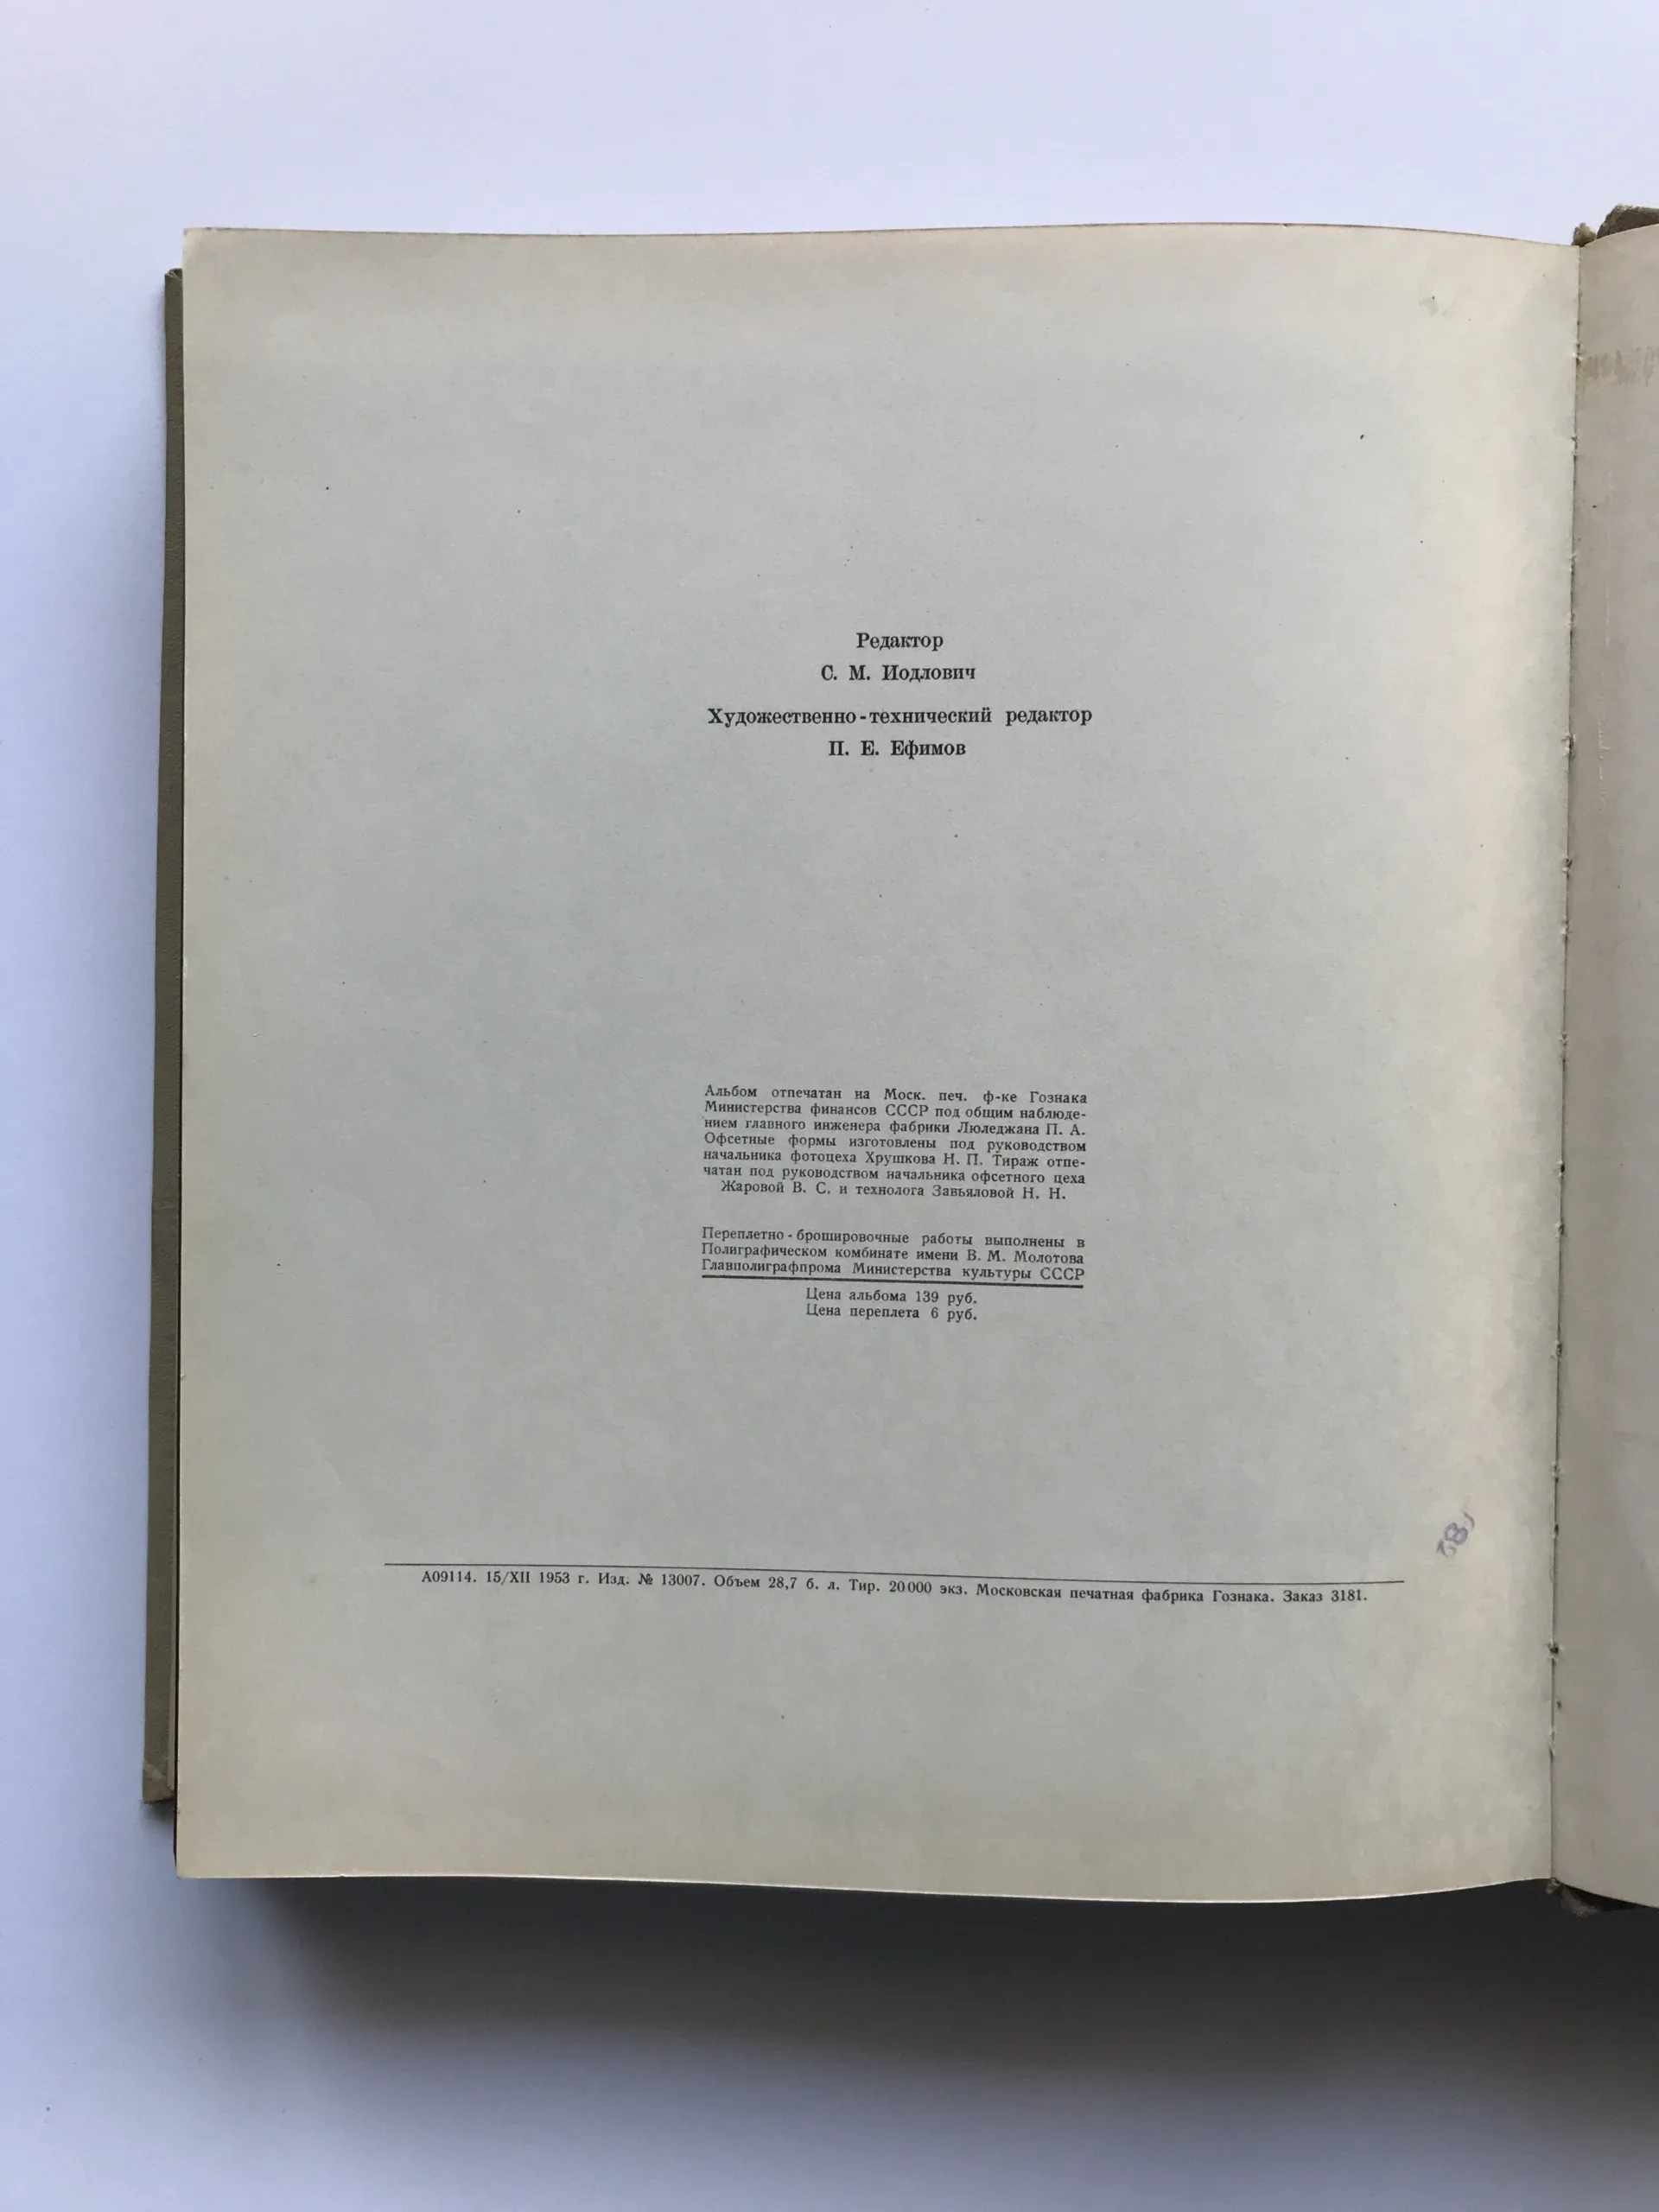 Редактор
С. М. Иодлович
Художественно-технический редактор
П. Е. Ефимов
Альбом отпечатан на Моск. печ. ф-ке Гознака
Министерства финансов СССР под общим наблюде-
нием главного инженера фабрики Люледжана П. А.
Офсетные формы изготовлены под руководством
начальника фотоцеха Хрушкова Н. П. Тираж отпе-
чатан под руководством начальника офсетного цеха
Жаровой В. С. и технолога Завьяловой Н. Н.
Переплетно-брошировочные работы выполнены в
Полиграфическом комбинате имени В. М. Молотова
Главполиграфпрома Министерства культуры СССР
Цена альбома 139 руб.
Цена переплета 6 руб.
А09114. 15/XII 1953 г. Изд. № 13007. Объем 28,7 б. л. Тир. 20000 экз. Московская печатная фабрика Гознака. Заказ 3181.